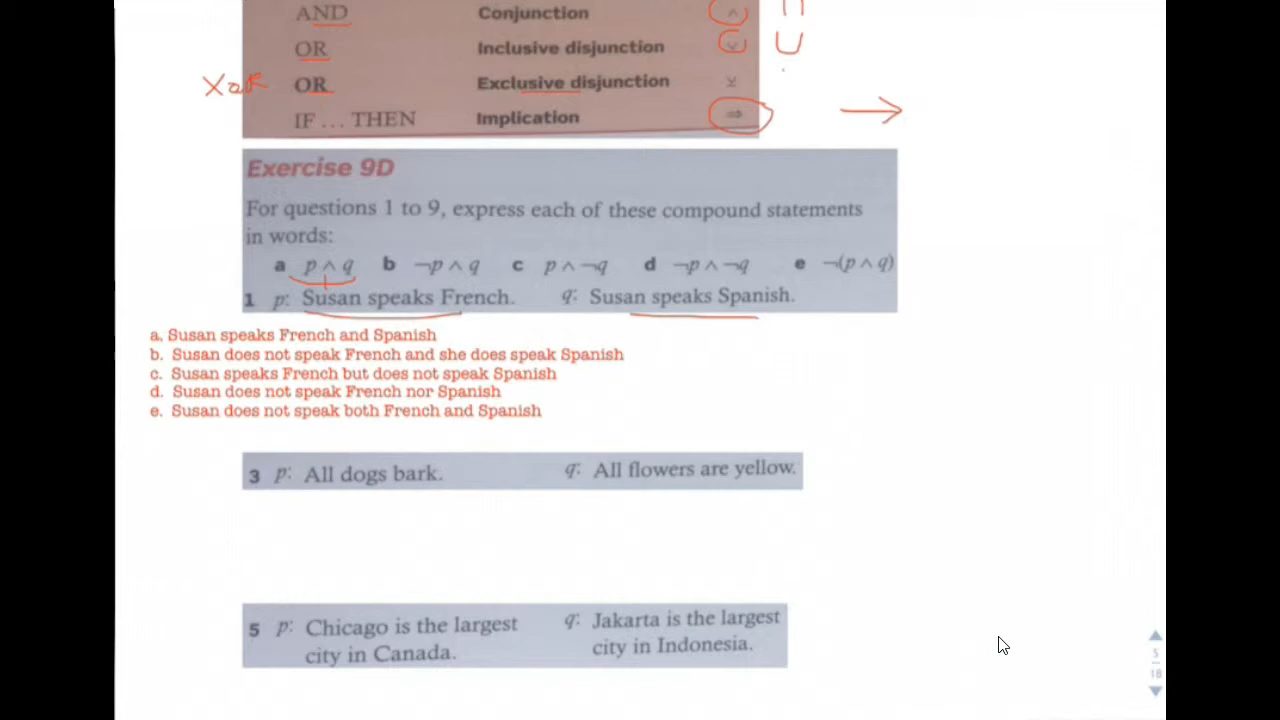 AND Conjunction ∧ ∩
OR Inclusive disjunction ∨ ∪
Xor OR Exclusive disjunction ⊻
IF ... THEN Implication ⇒ →
Exercise 9D
For questions 1 to 9, express each of these compound statements
in words:
a p ∧ q b ¬p ∧ q c p ∧ ¬q d ¬p ∧ ¬q e ¬(p ∧ q)
1 p: Susan speaks French. q: Susan speaks Spanish.
a. Susan speaks French and Spanish
b. Susan does not speak French and she does speak Spanish
c. Susan speaks French but does not speak Spanish
d. Susan does not speak French nor Spanish
e. Susan does not speak both French and Spanish
3 p: All dogs bark. q: All flowers are yellow.
5 p: Chicago is the largest q: Jakarta is the largest
city in Canada. city in Indonesia.
5
18